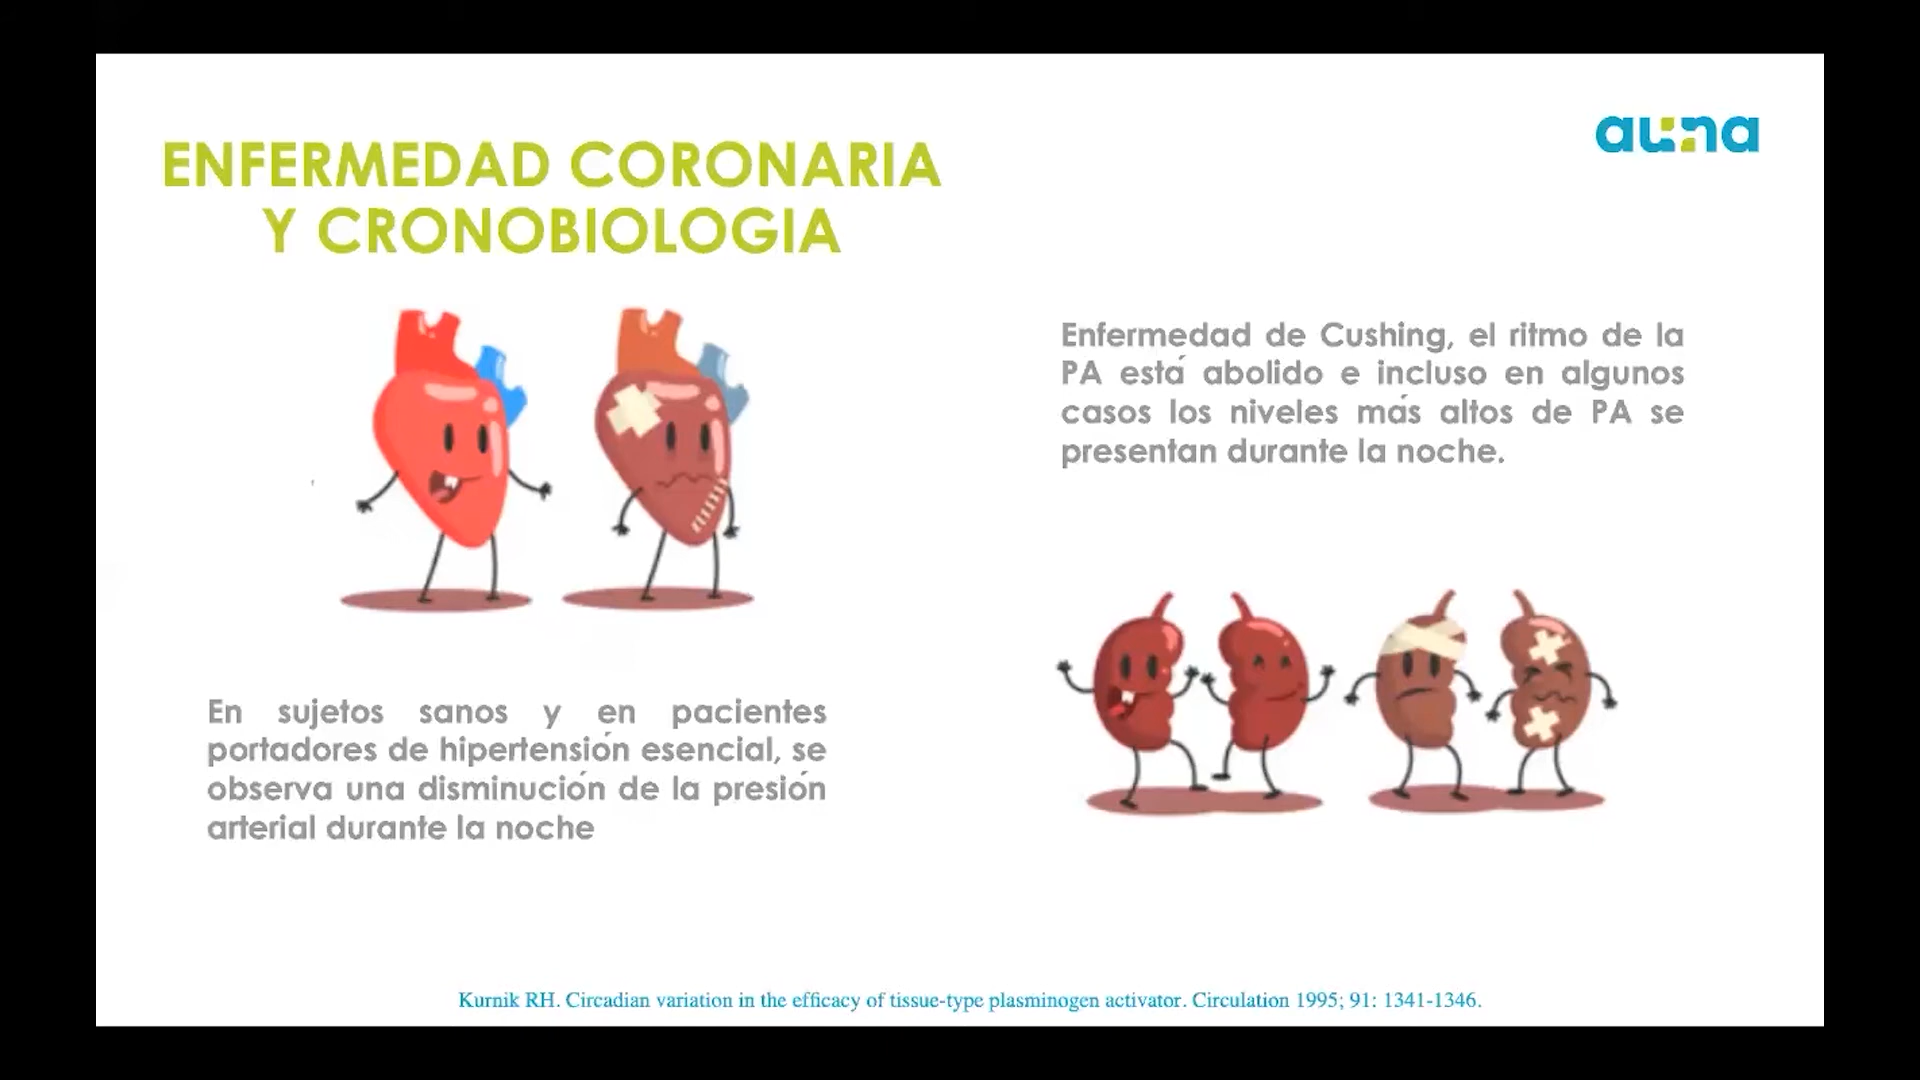 ENFERMEDAD CORONARIA
Y CRONOBIOLOGIA
auna
Enfermedad de Cushing, el ritmo de la
PA está abolido e incluso en algunos
casos los niveles más altos de PA se
presentan durante la noche.
En sujetos sanos y en pacientes
portadores de hipertensión esencial, se
observa una disminución de la presión
arterial durante la noche
Kurnik RH. Circadian variation in the efficacy of tissue-type plasminogen activator. Circulation 1995; 91: 1341-1346.